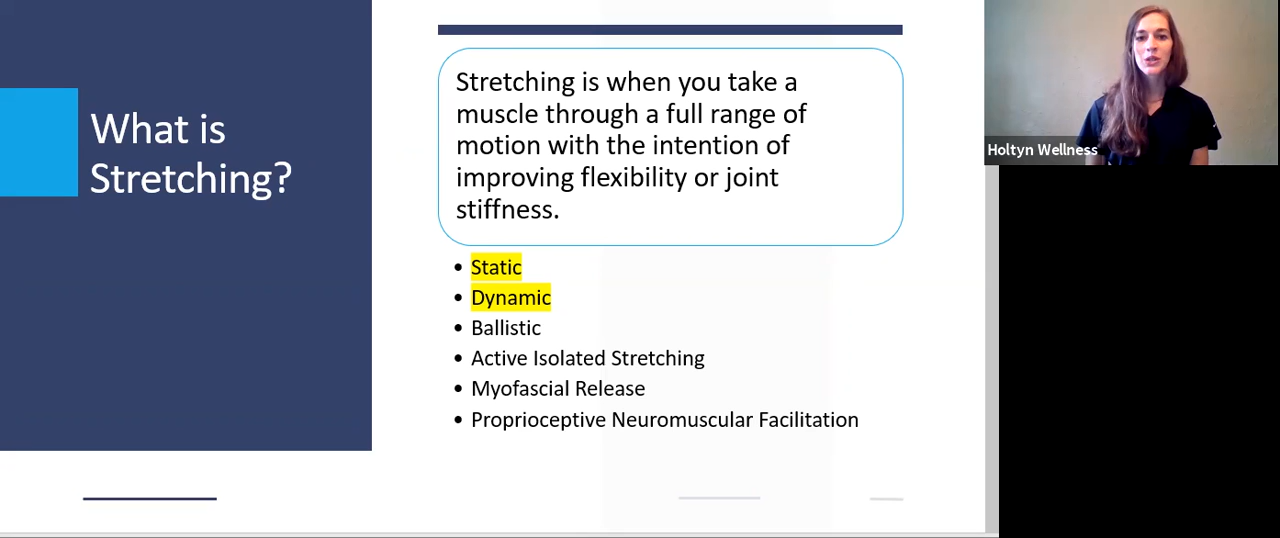 What is
Stretching?
Stretching is when you take a
muscle through a full range of
motion with the intention of
improving flexibility or joint
stiffness.
• Static
• Dynamic
• Ballistic
• Active Isolated Stretching
• Myofascial Release
• Proprioceptive Neuromuscular Facilitation
Holtyn Wellness